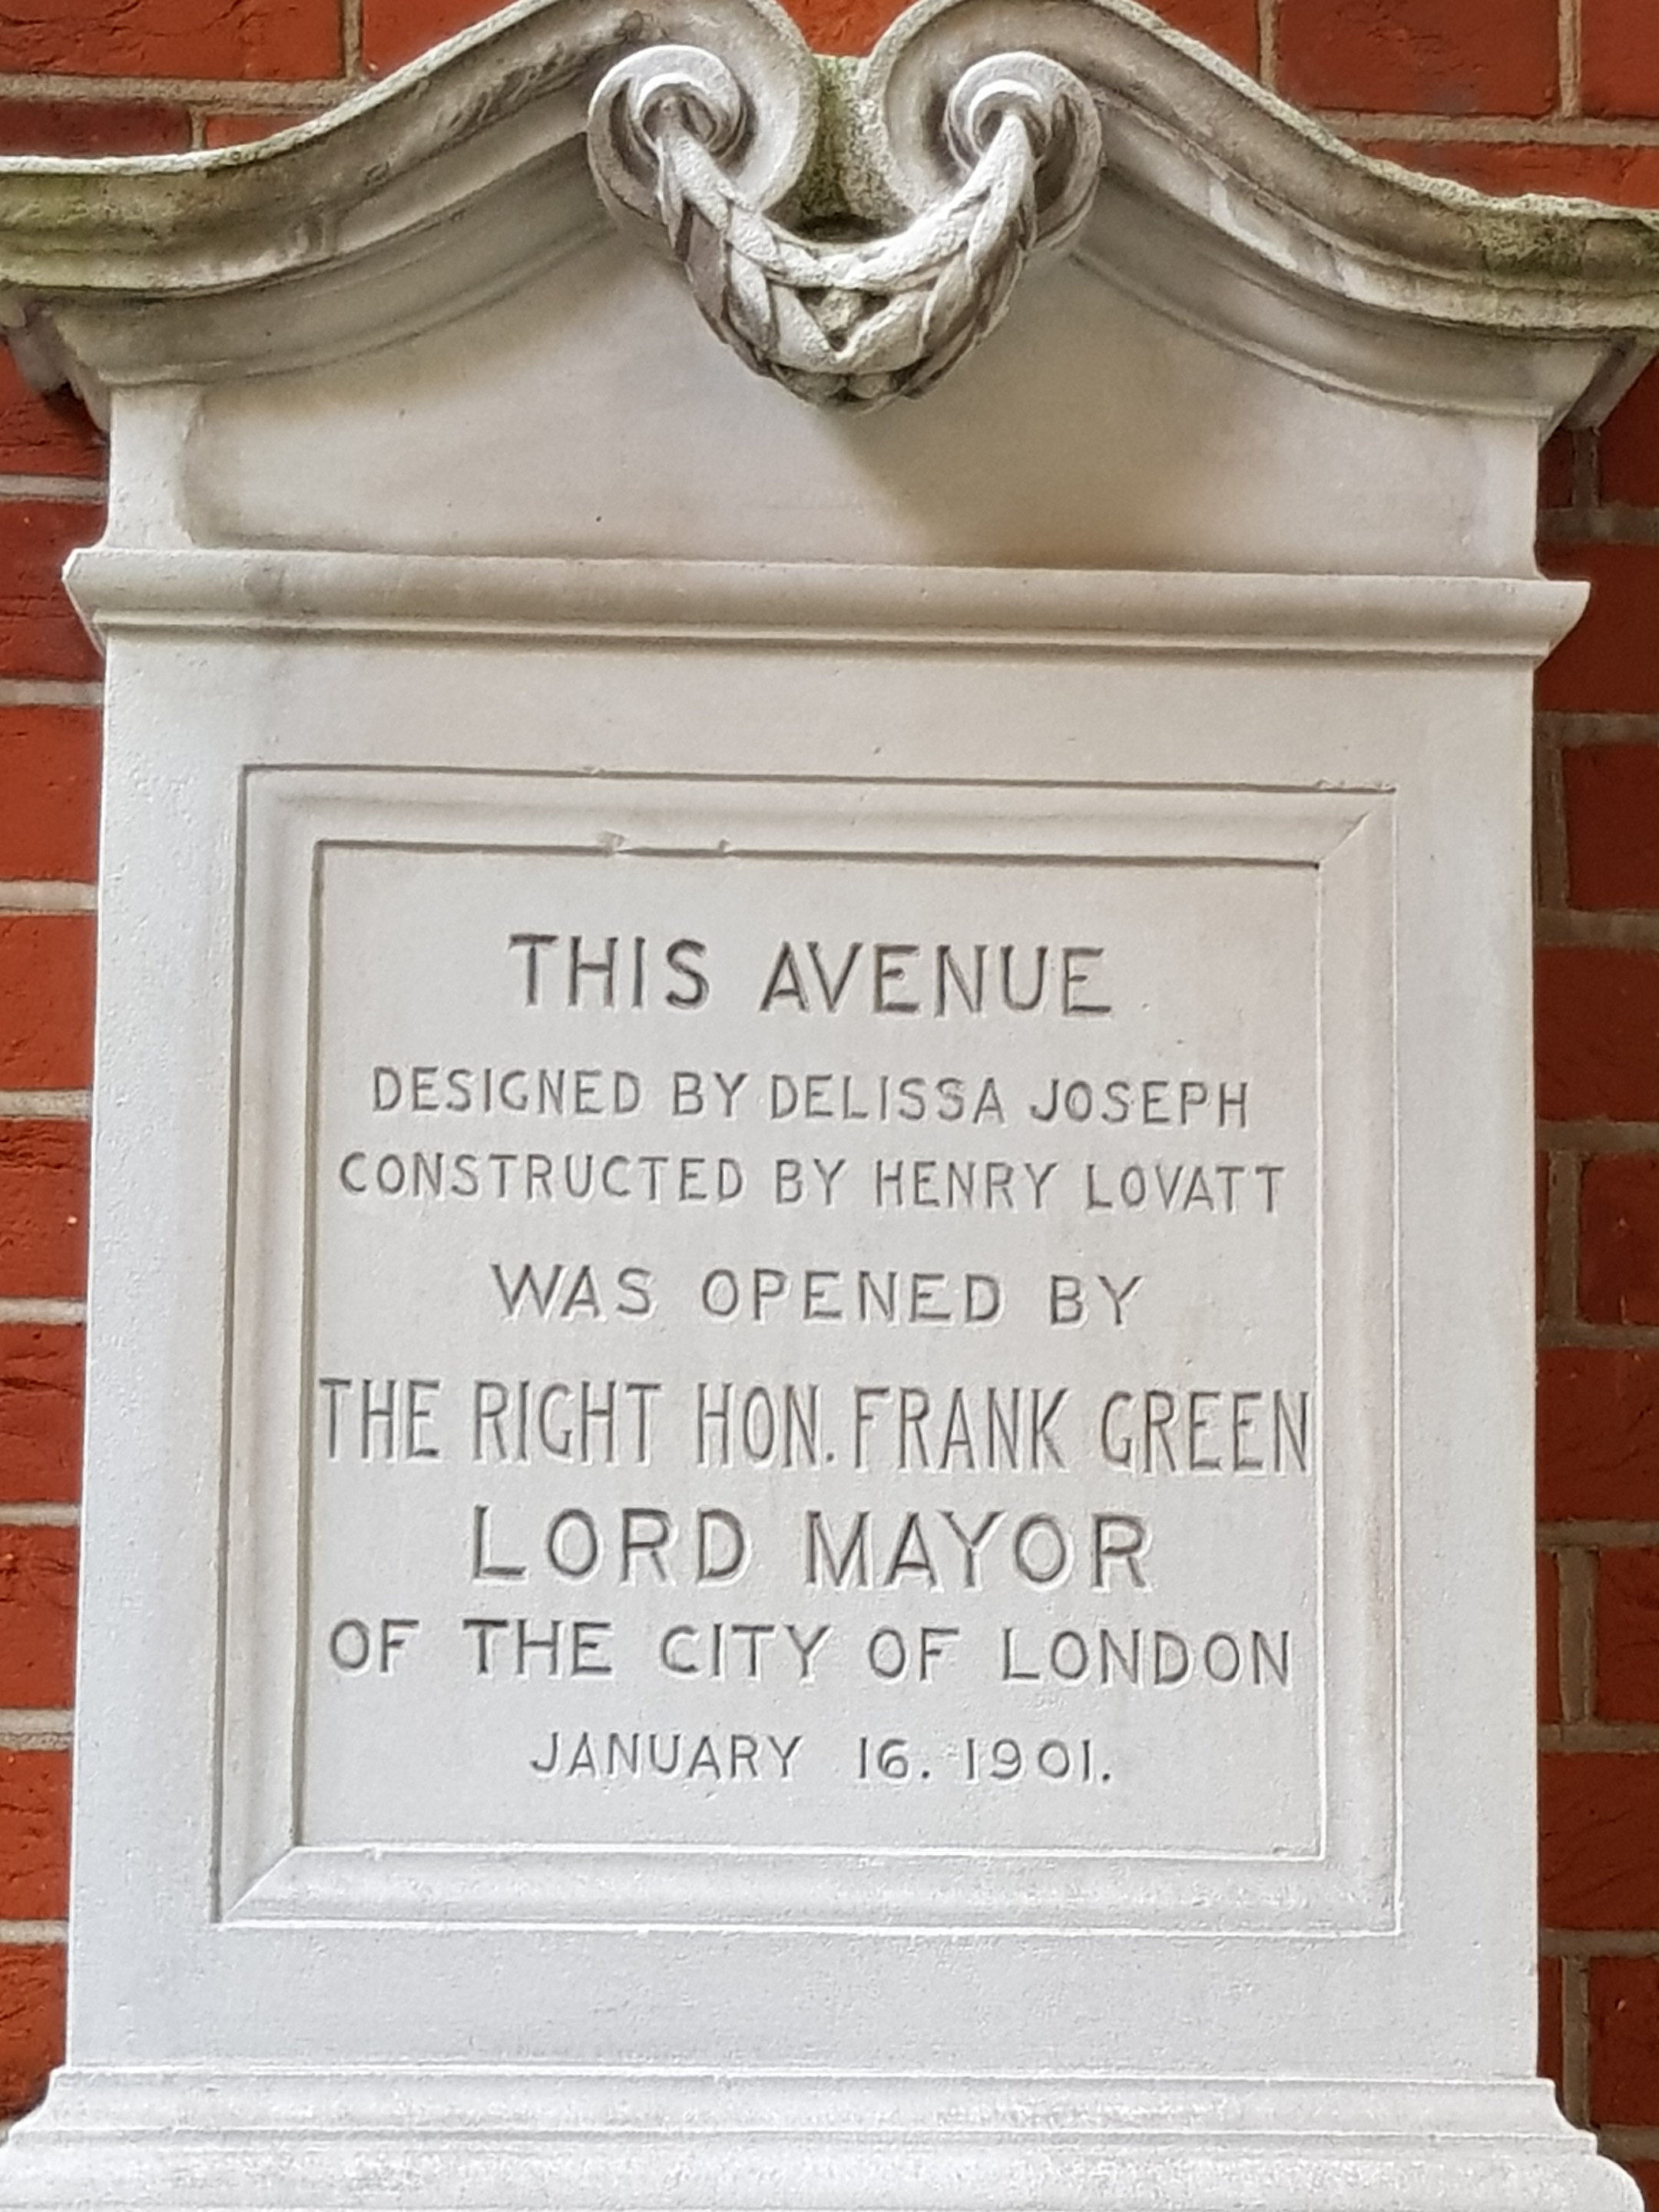 THIS AVENUE
DESIGNED BY DELISSA JOSEPH
CONSTRUCTED BY HENRY LOVATT
WAS OPENED BY
THE RIGHT HON. FRANK GREEN
LORD MAYOR
OF THE CITY OF LONDON
JANUARY 16. 1901.